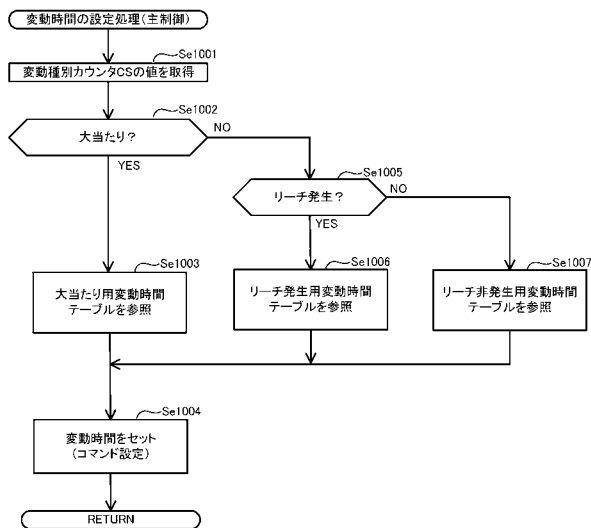 変動時間の設定処理(主制御)
Se1001
変動種別カウンタCSの値を取得
Se1002
大当たり？
NO
YES
Se1005
リーチ発生？
NO
YES
Se1003
大当たり用変動時間
テーブルを参照
Se1006
リーチ発生用変動時間
テーブルを参照
Se1007
リーチ非発生用変動時間
テーブルを参照
Se1004
変動時間をセット
(コマンド設定)
RETURN